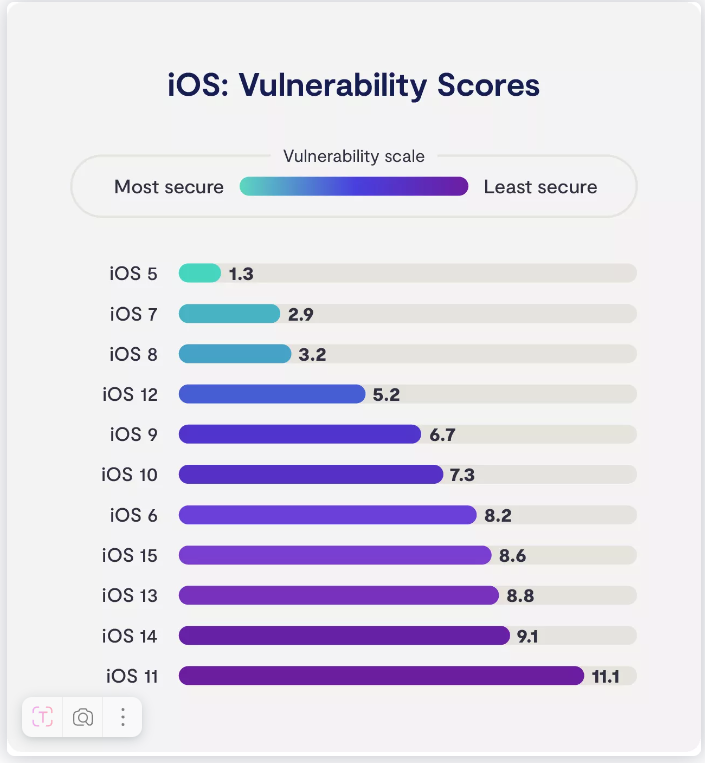 iOS: Vulnerability Scores
Vulnerability scale
Most secure Least secure
iOS 5 1.3
iOS 7 2.9
iOS 8 3.2
iOS 12 5.2
iOS 9 6.7
iOS 10 7.3
iOS 6 8.2
iOS 15 8.6
iOS 13 8.8
iOS 14 9.1
iOS 11 11.1
T